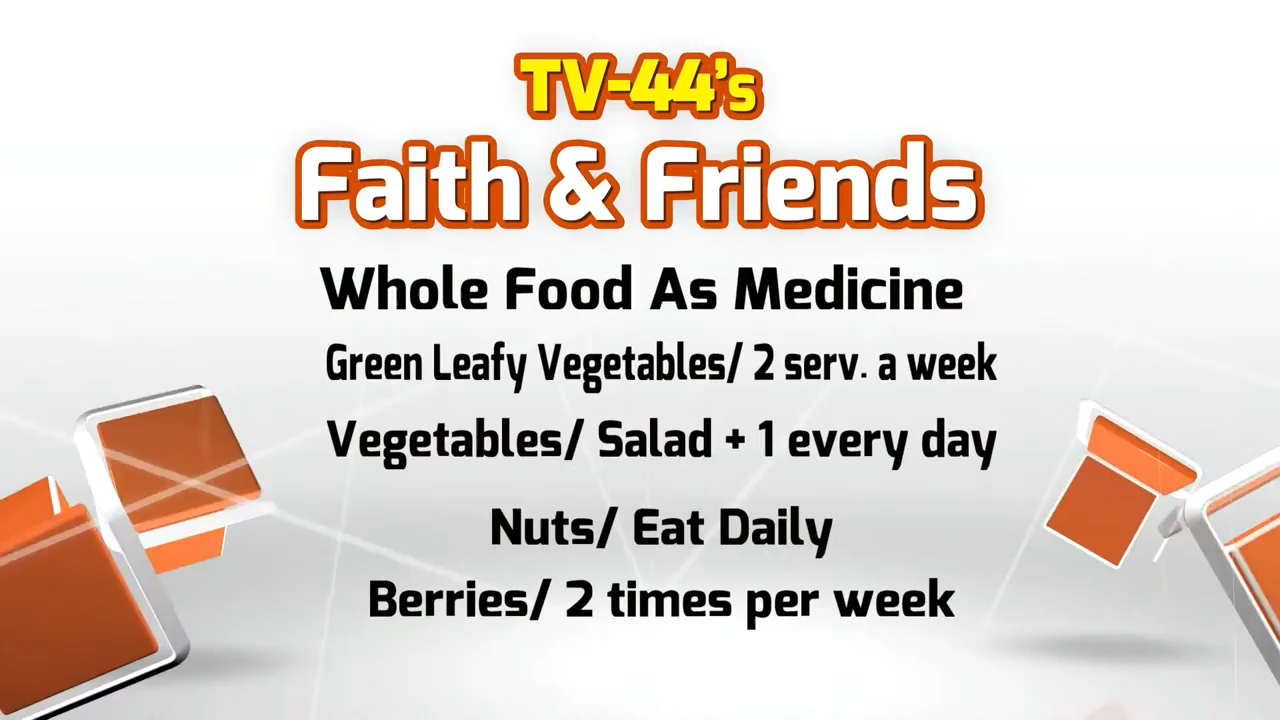 TV-44's
Faith & Friends
Whole Food As Medicine
Green Leafy Vegetables/ 2 serv. a week
Vegetables/ Salad + 1 every day
Nuts/ Eat Daily
Berries/ 2 times per week